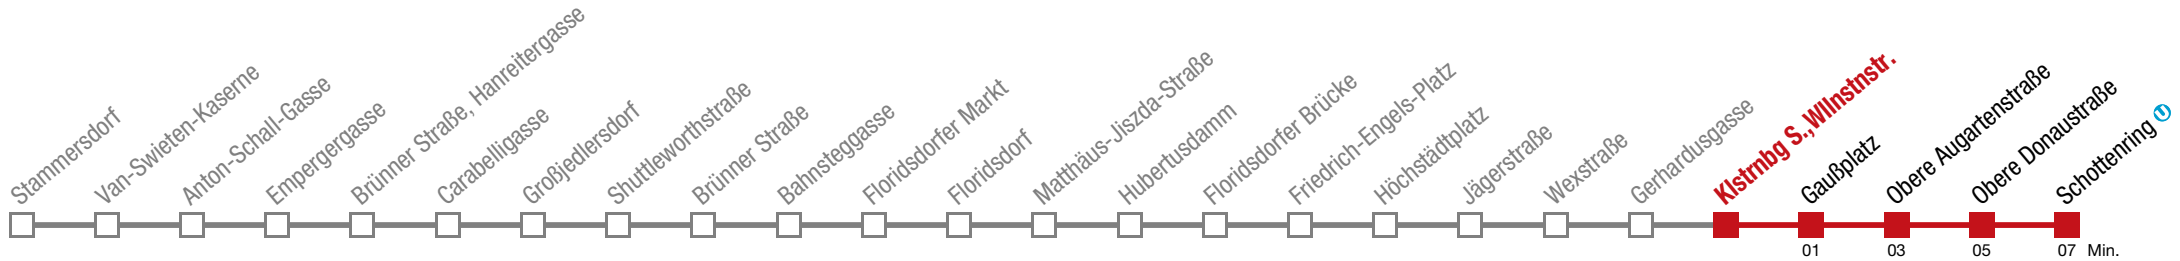 Stammersdorf
Van-Swieten-Kaserne
Anton-Schall-Gasse
Empergergasse
Brünner Straße, Hanreitergasse
Carabelligasse
Großjedlersdorf
Shuttleworthstraße
Brünner Straße
Bahnsteggasse
Floridsdorfer Markt
Floridsdorf
Matthäus-Jiszda-Straße
Hubertusdamm
Floridsdorfer Brücke
Friedrich-Engels-Platz
Höchstädtplatz
Jägerstraße
Wexstraße
Gerhardusgasse
Klstrnbg S.,Wllnstnstr.
Gaußplatz
Obere Augartenstraße
Obere Donaustraße
Schottenring U
01 03 05 07 Min.